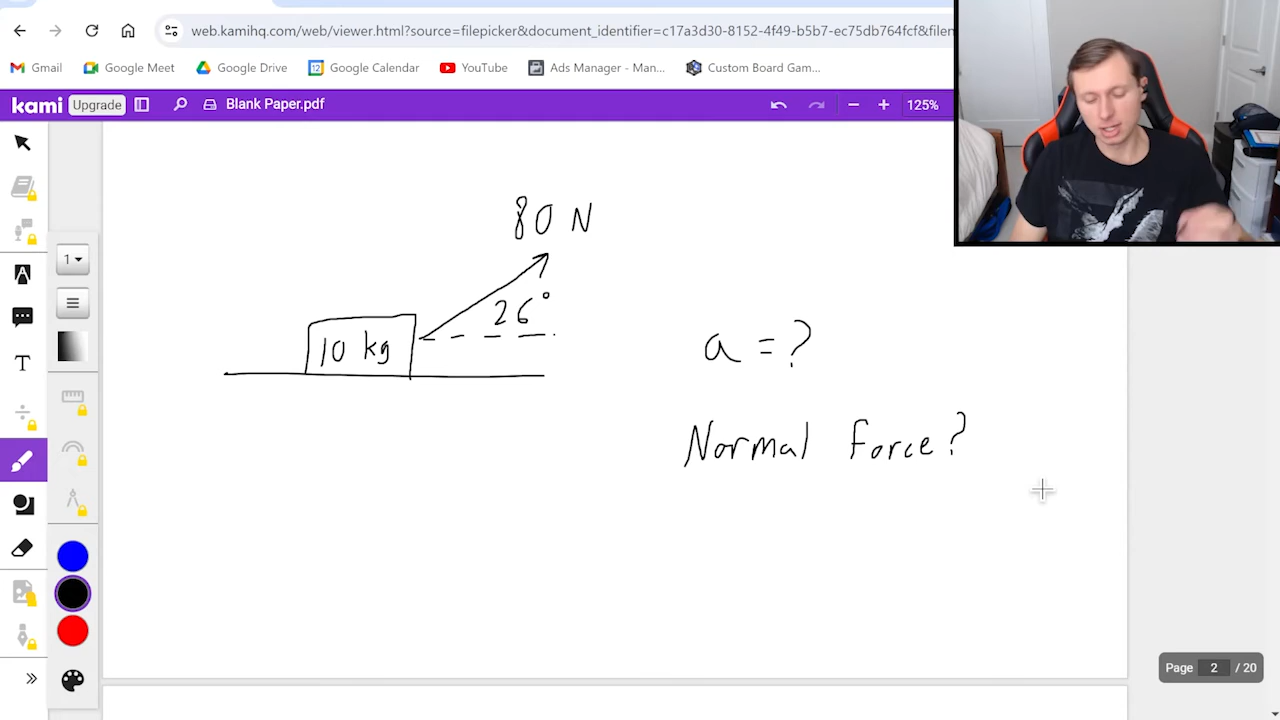 web.kamihq.com/web/viewer.html?source=filepicker&document_identifier=c17a3d30-8152-4f49-b5b7-ec75db764fcf&filen
Gmail Google Meet Google Drive 12 Google Calendar YouTube Ads Manager - Man... Custom Board Gam...
kami Upgrade Blank Paper.pdf 125%
80 N
1
26°
10 kg
a = ?
Normal Force?
A
T
Page 2 / 20